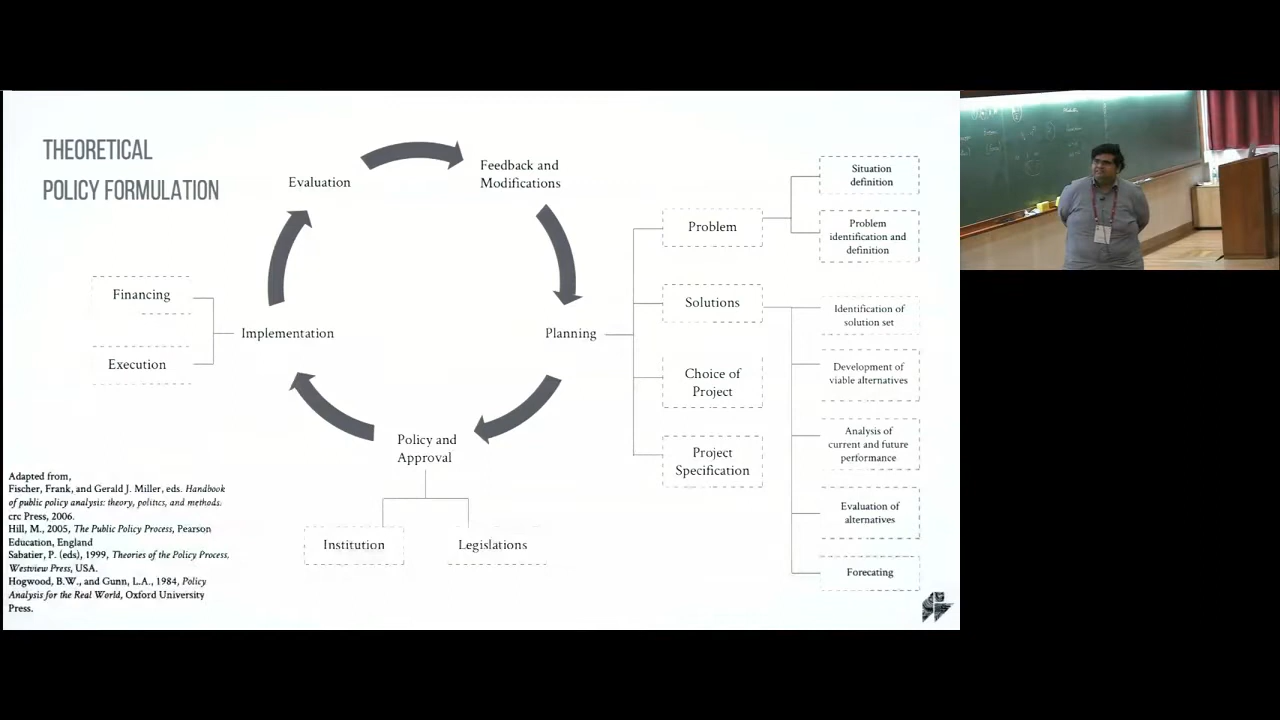 THEORETICAL
POLICY FORMULATION
Evaluation
Feedback and
Modifications
Planning
Policy and
Approval
Implementation
Financing
Execution
Institution
Legislations
Problem
Solutions
Choice of
Project
Project
Specification
Situation
definition
Problem
identification and
definition
Identification of
solution set
Development of
viable alternatives
Analysis of
current and future
performance
Evaluation of
alternatives
Forecating
Adapted from,
Fischer, Frank, and Gerald J. Miller, eds. Handbook
of public policy analysis: theory, politics, and methods.
crc Press, 2006.
Hill, M., 2005, The Public Policy Process, Pearson
Education, England
Sabatier, P. (eds), 1999, Theories of the Policy Process,
Westview Press, USA.
Hogwood, B.W., and Gunn, L.A., 1984, Policy
Analysis for the Real World, Oxford University
Press.